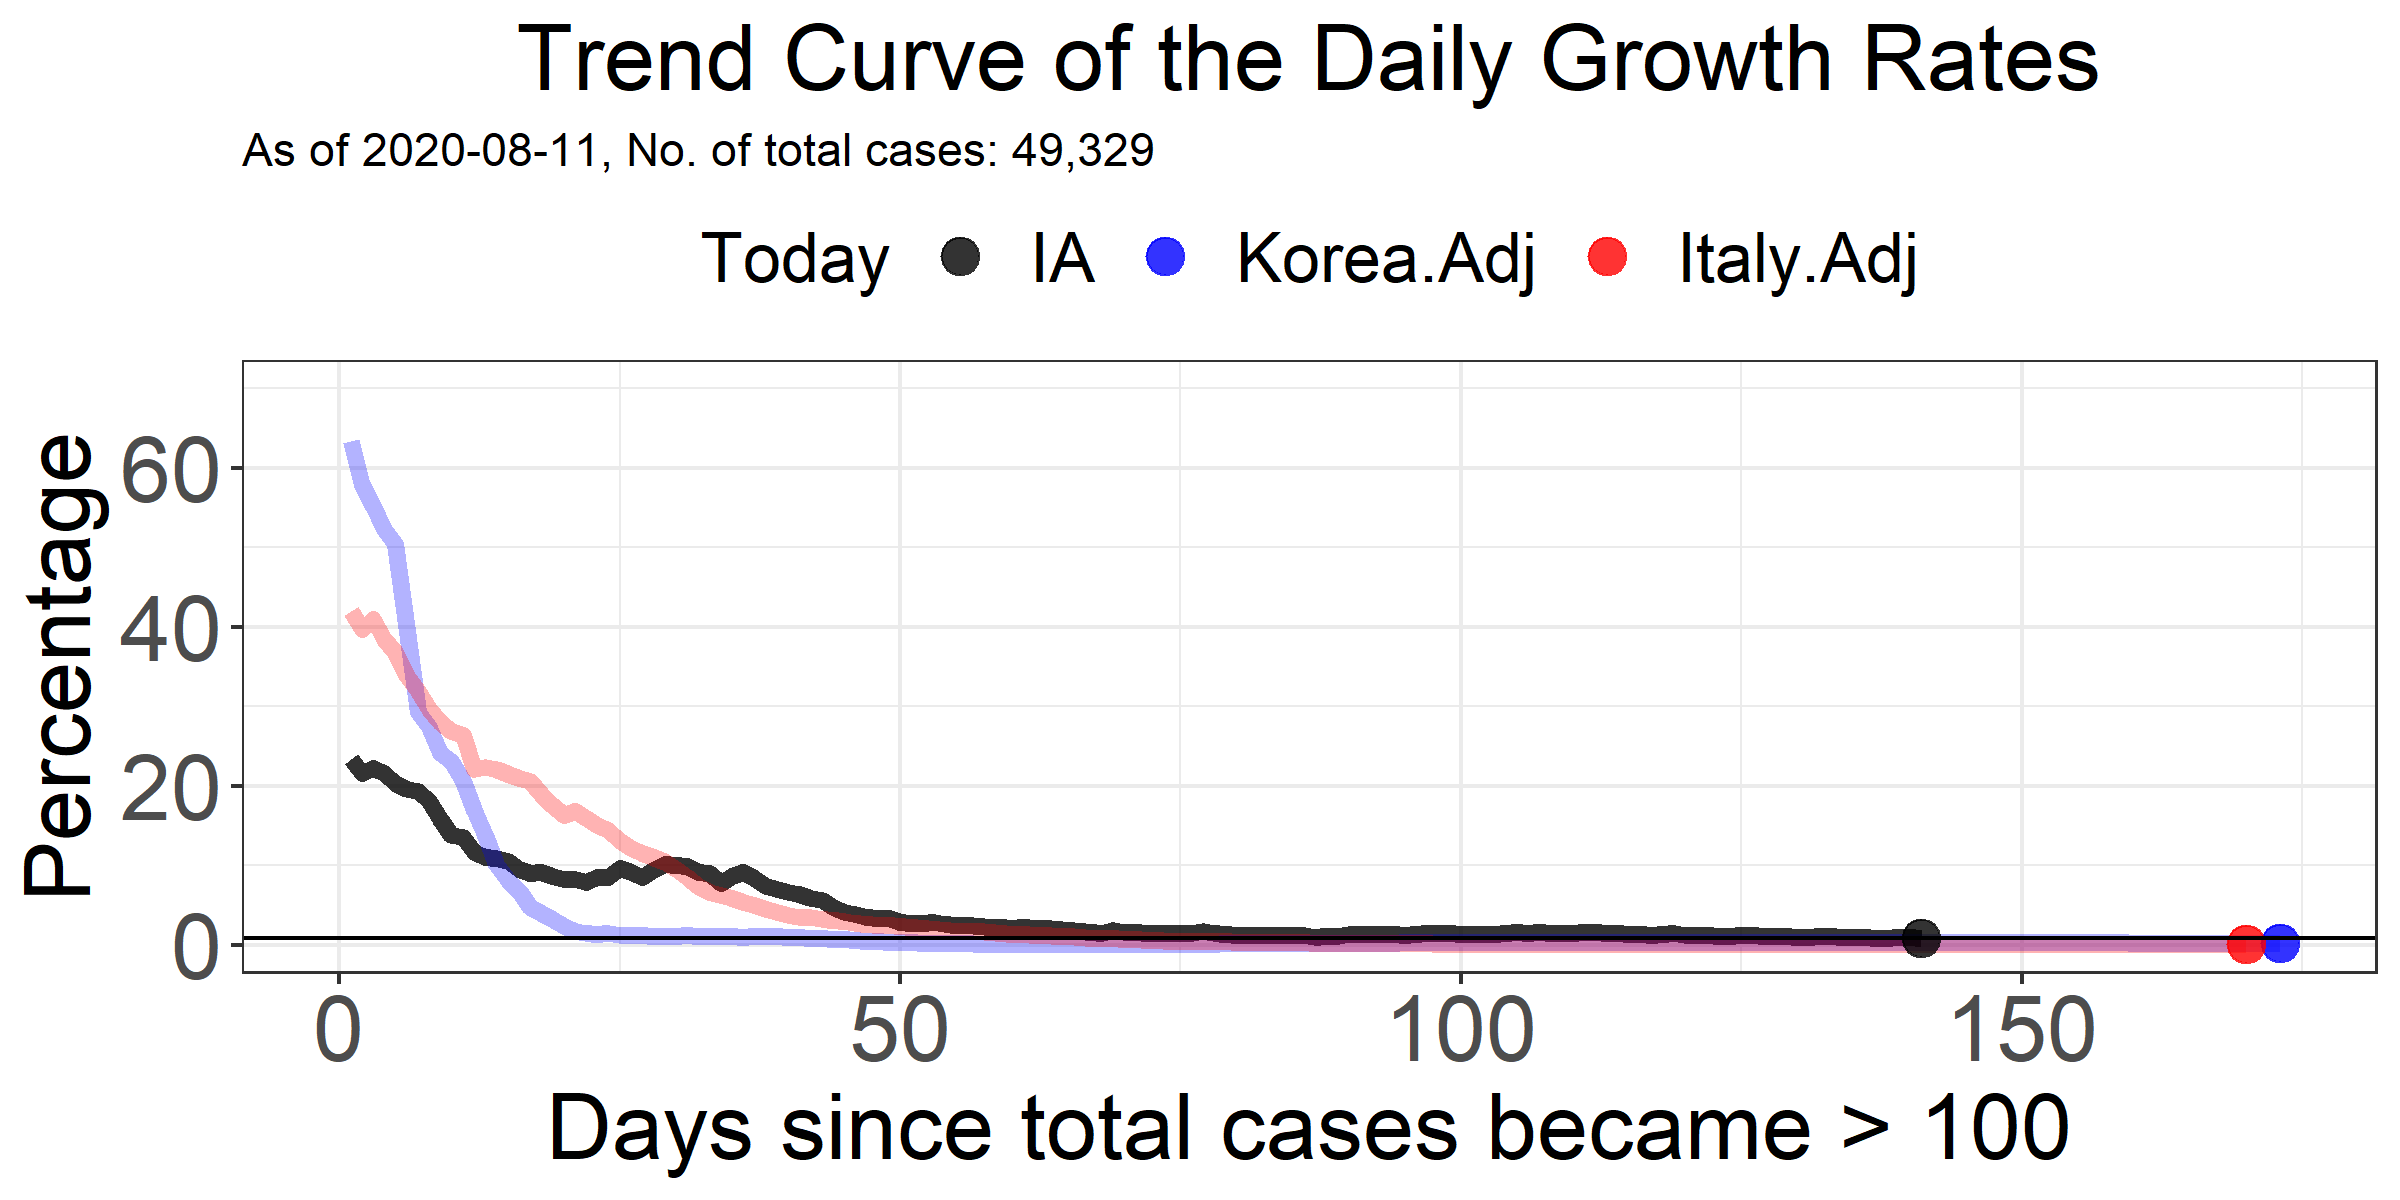 Trend Curve of the Daily Growth Rates
As of 2020-08-11, No. of total cases: 49,329
Today IA Korea.Adj Italy.Adj
Percentage
60
40
20
0
0 50 100 150
Days since total cases became > 100